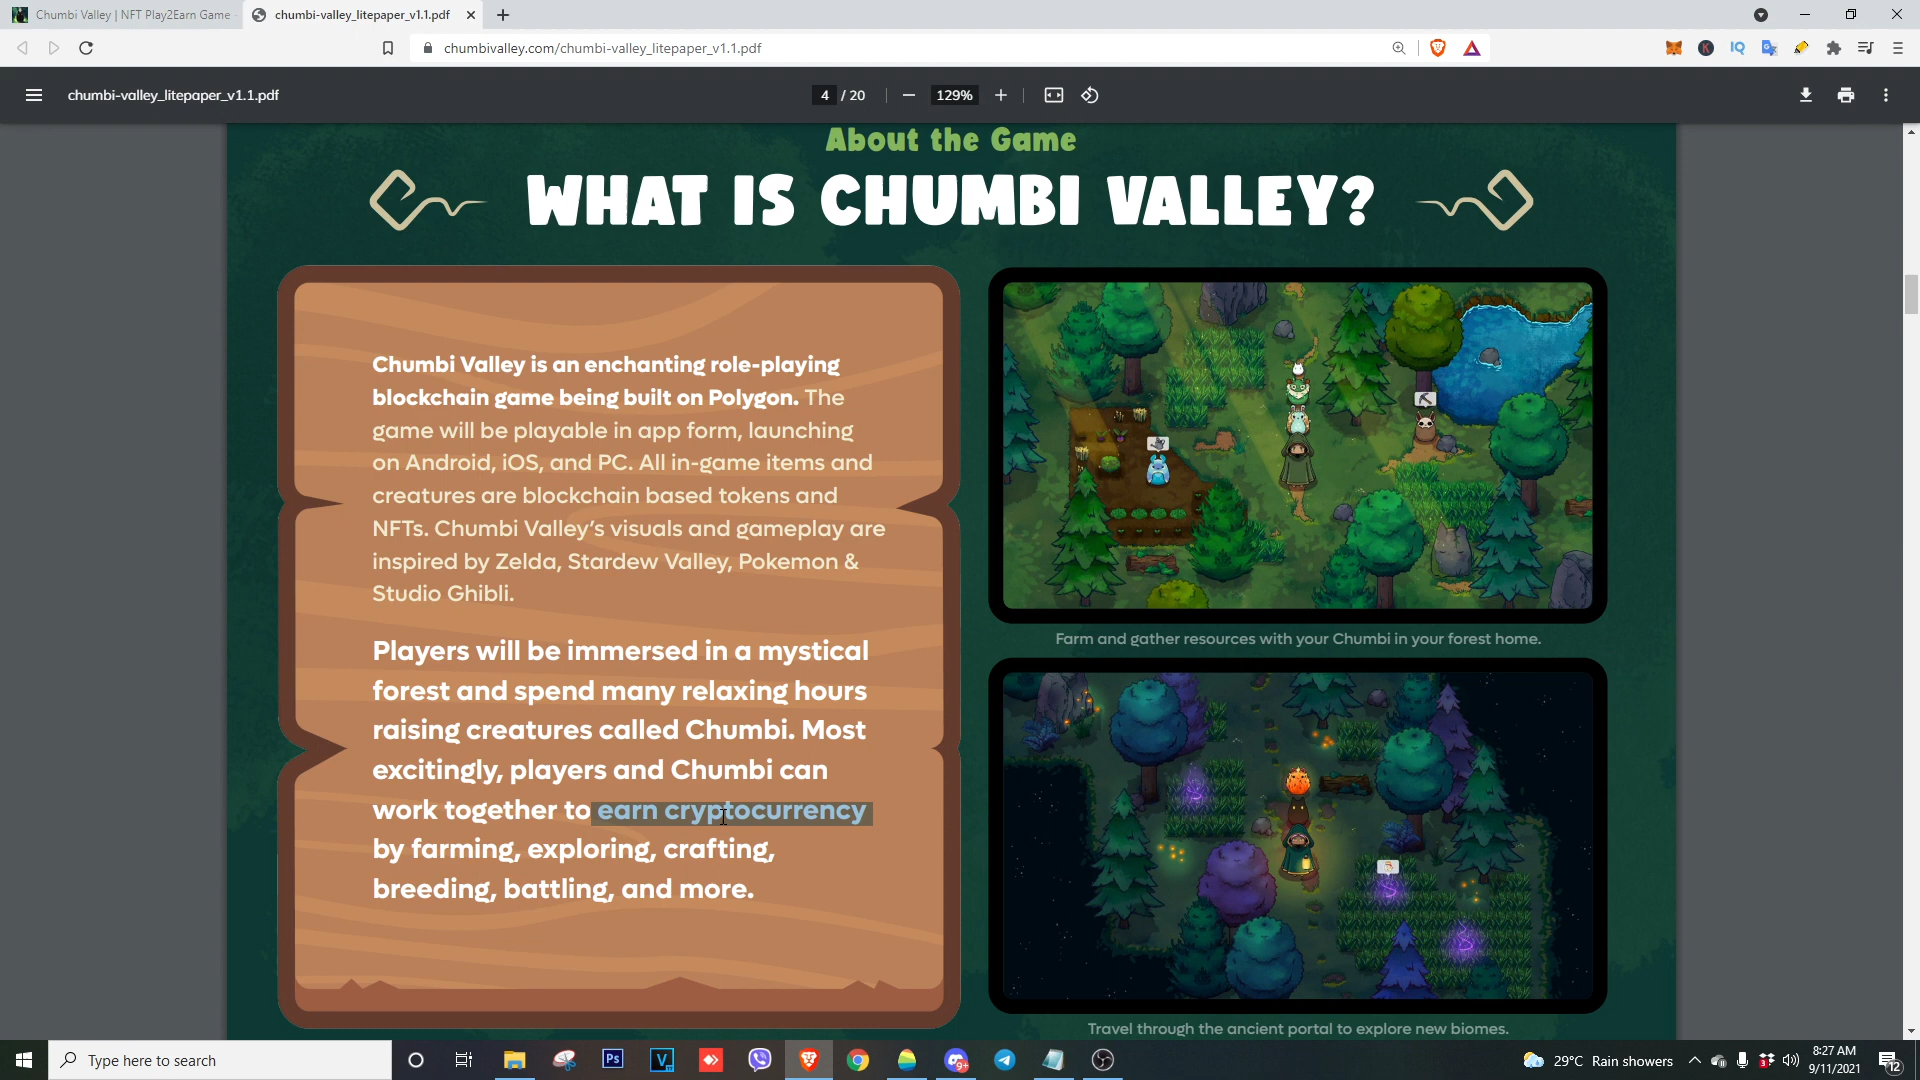 Chumbi Valley | NFT Play2Earn Game
chumbi-valley_litepaper_v1.1.pdf
chumbivalley.com/chumbi-valley_litepaper_v1.1.pdf
chumbi-valley_litepaper_v1.1.pdf
4 / 20
129%
About the Game
WHAT IS CHUMBI VALLEY?
Chumbi Valley is an enchanting role-playing
blockchain game being built on Polygon. The
game will be playable in app form, launching
on Android, iOS, and PC. All in-game items and
creatures are blockchain based tokens and
NFTs. Chumbi Valley's visuals and gameplay are
inspired by Zelda, Stardew Valley, Pokemon &
Studio Ghibli.
Players will be immersed in a mystical
forest and spend many relaxing hours
raising creatures called Chumbi. Most
excitingly, players and Chumbi can
work together to earn cryptocurrency
by farming, exploring, crafting,
breeding, battling, and more.
Farm and gather resources with your Chumbi in your forest home.
Travel through the ancient portal to explore new biomes.
Type here to search
Ps
V
9+
29°C Rain showers
8:27 AM
9/11/2021
12